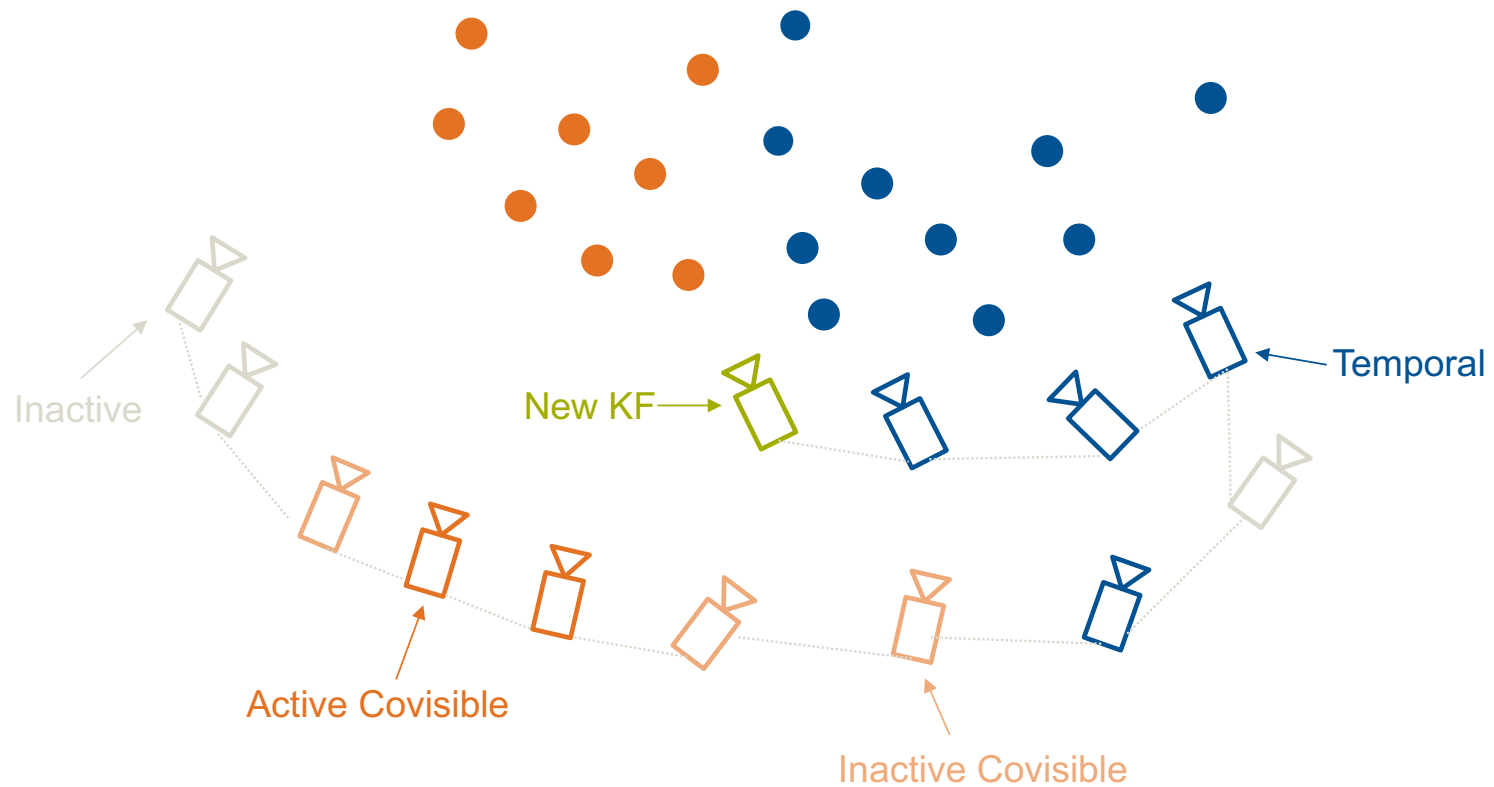 Temporal
New KF
Inactive
Active Covisible
Inactive Covisible